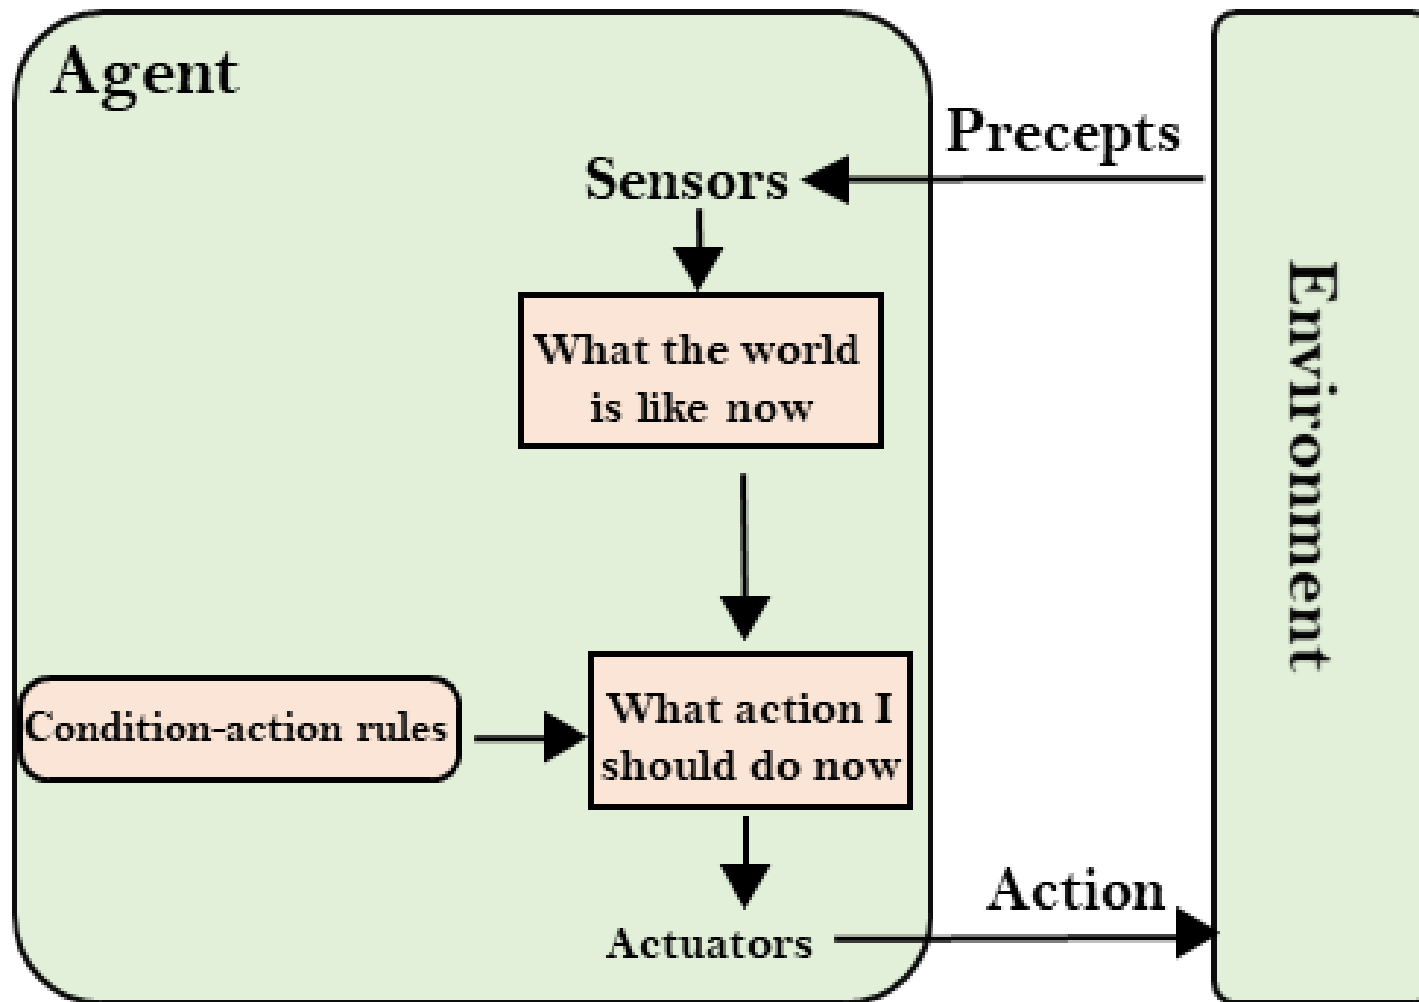 Agent
Precepts
Sensors
What the world
is like now
Environment
Condition-action rules
What action I
should do now
Action
Actuators